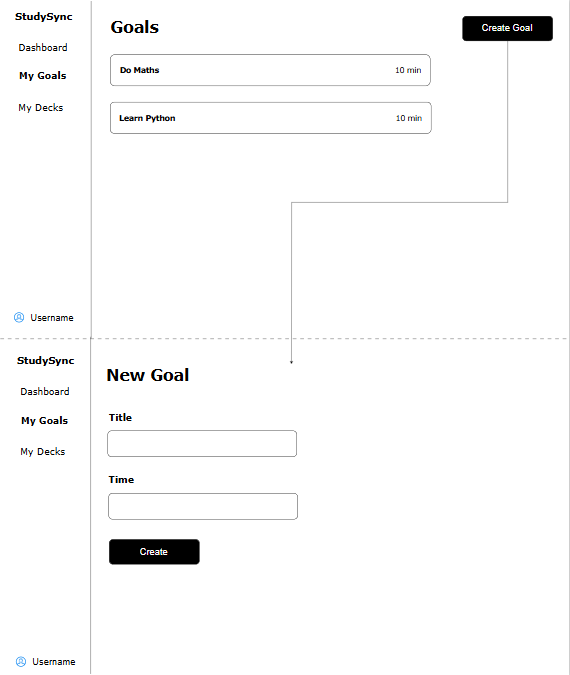 StudySync
Dashboard
My Goals
My Decks
Username
Goals
Create Goal
Do Maths 10 min
Learn Python 10 min
StudySync
Dashboard
My Goals
My Decks
Username
New Goal
Title
Time
Create